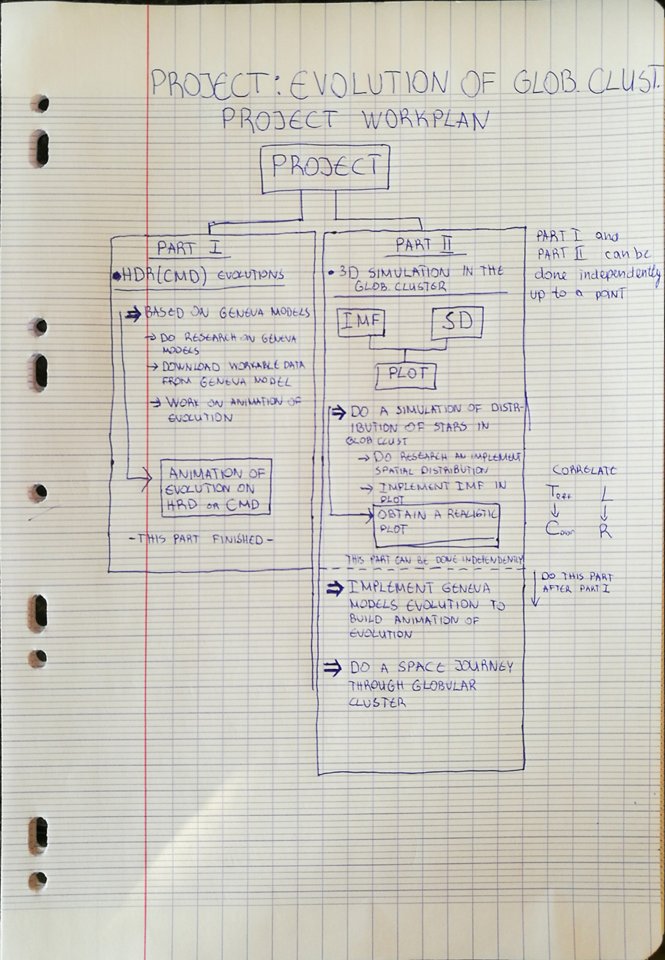 PROJECT: EVOLUTION OF GLOB. CLUST.
PROJECT WORKPLAN
PROJECT
PART I
• HDR(CMD) EVOLUTIONS
⇒ BASED ON GENEVA MODELS
→ DO RESEARCH ON GENEVA
MODELS
→ DOWNLOAD WORKABLE DATA
FROM GENEVA MODEL
→ WORK ON ANIMATION OF
EVOLUTION
ANIMATION OF
EVOLUTION ON
HRD OR CMD
- THIS PART FINISHED -
PART II
• 3D SIMULATION IN THE
GLOB. CLUSTER
IMF
SD
PLOT
⇒ DO A SIMULATION OF DISTR-
IBUTION OF STARS IN
GLOB CLUST
→ DO RESEARCH AN IMPLEMENT
SPATIAL DISTRIBUTION
→ IMPLEMENT IMF IN
PLOT
OBTAIN A REALISTIC
PLOT
THIS PART CAN BE DONE INDEPENDENTLY
⇒ IMPLEMENT GENEVA
MODELS EVOLUTION TO
BUILD ANIMATION OF
EVOLUTION
⇒ DO A SPACE JOURNEY
THROUGH GLOBULAR
CLUSTER
PART I and
PART II can be
done independently
up to a point
CORRELATE
Teff L
↓ ↓
R
DO THIS PART
AFTER PART I